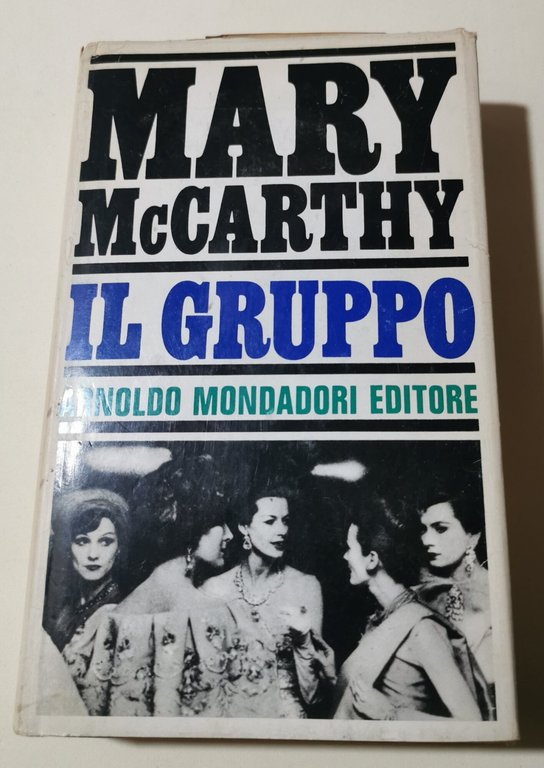 MARY
McCARTHY
IL GRUPPO
ARNOLDO MONDADORI EDITORE